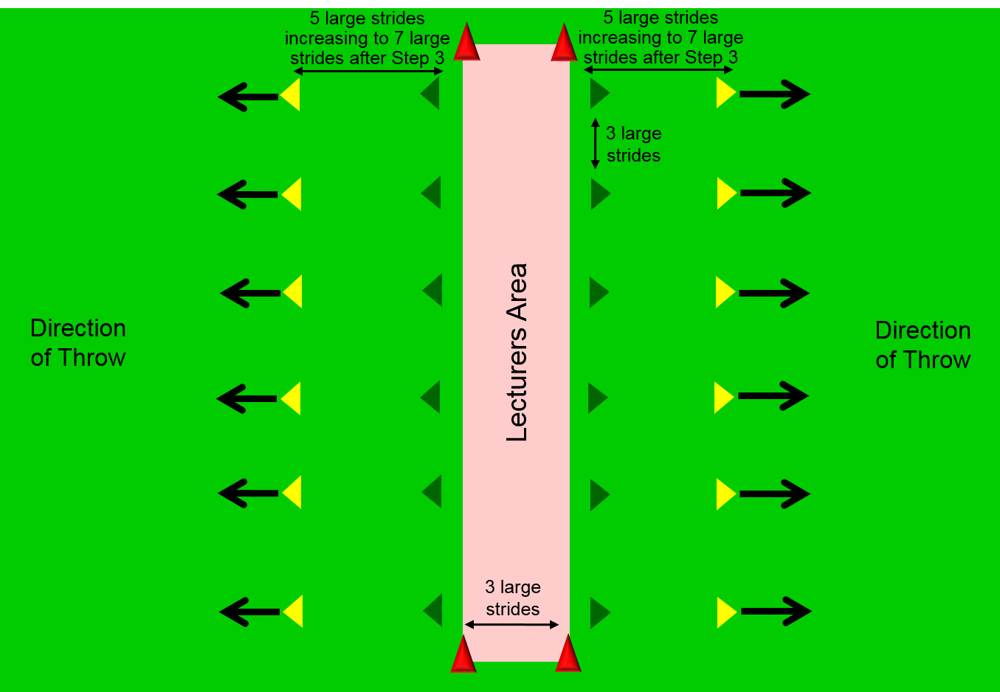 5 large strides
increasing to 7 large
strides after Step 3
5 large strides
increasing to 7 large
strides after Step 3
3 large
strides
Direction
of Throw
Lecturers Area
Direction
of Throw
3 large
strides